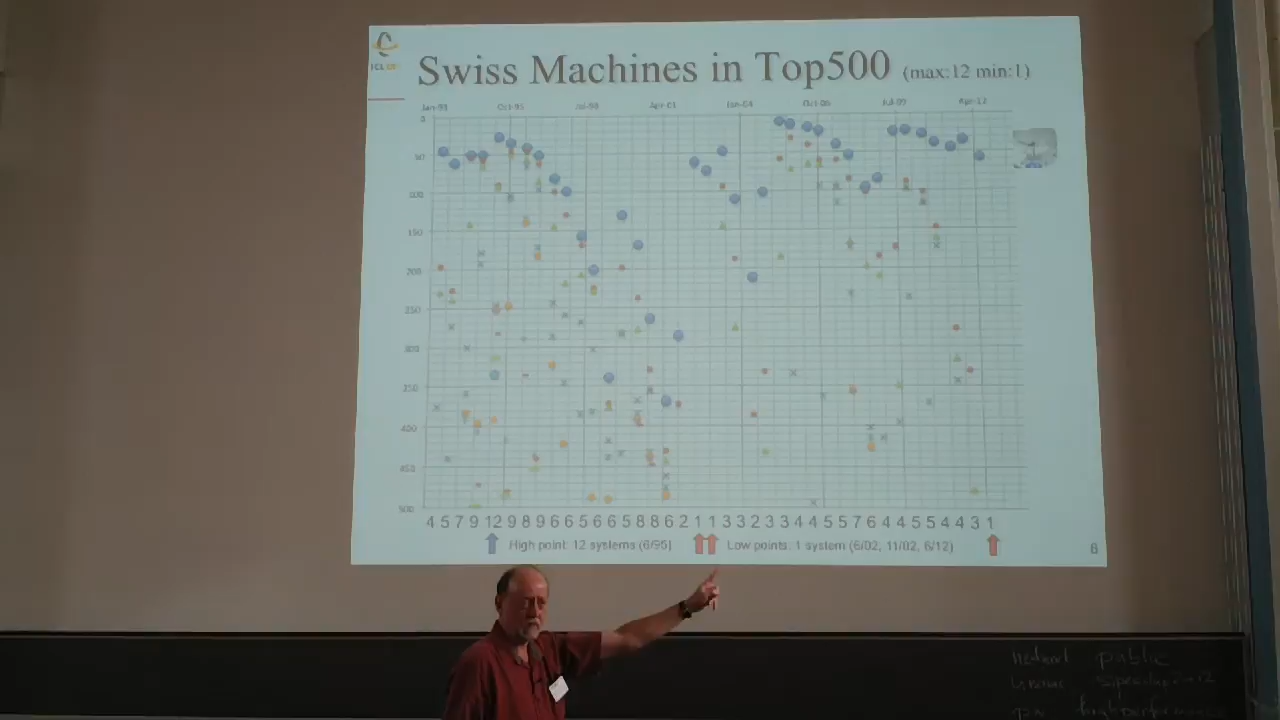 ICL
Swiss Machines in Top500 (max:12 min:1)
Jan-93 Oct-95 Jul-98 Apr-01 Jan-04 Oct-06 Jul-09 Apr-12
0
50
100
150
200
250
300
350
400
450
500
4 5 7 9 12 9 8 9 6 6 5 6 6 5 8 8 6 2 1 1 3 3 2 3 3 4 4 5 5 7 6 4 4 5 5 4 4 3 1
High point: 12 systems (6/95) Low points: 1 system (6/02, 11/02, 6/12) 8
public